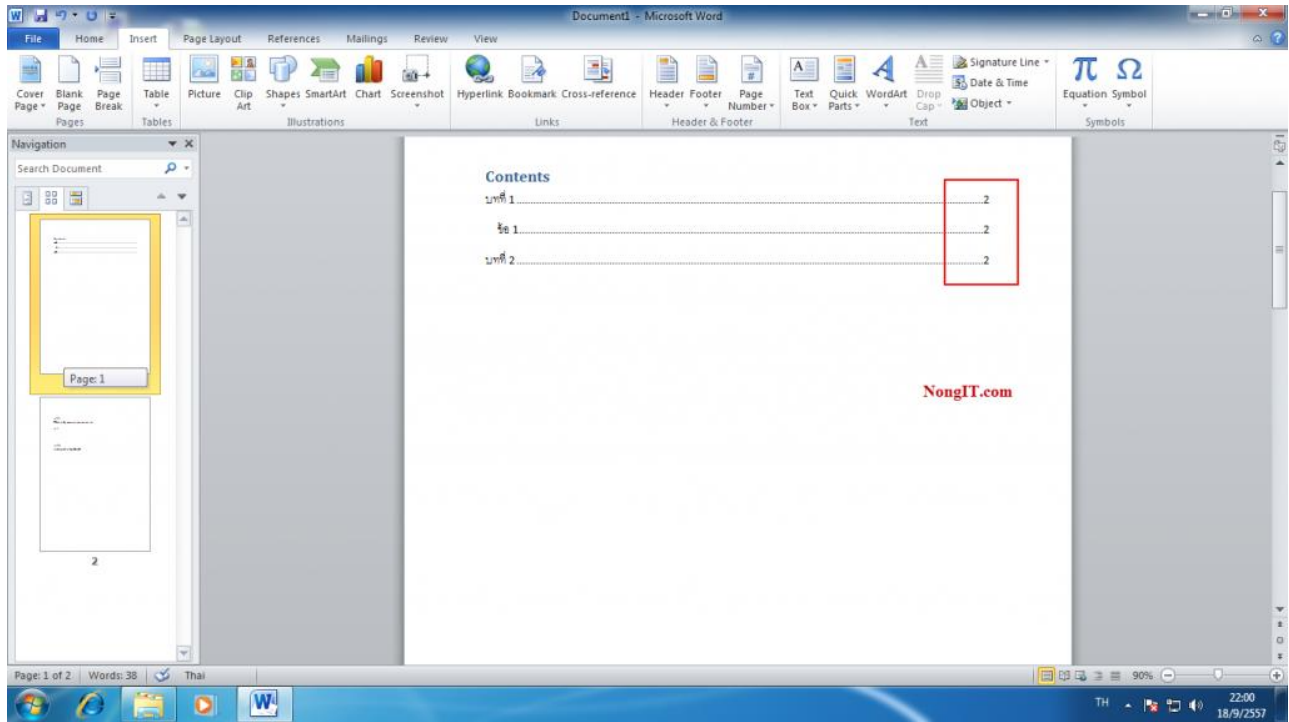 Document1 - Microsoft Word
File Home Insert Page Layout References Mailings Review View
Cover Page Blank Page Page Break Table Picture Clip Art Shapes SmartArt Chart Screenshot Hyperlink Bookmark Cross-reference Header Footer Page Number Text Box Quick Parts WordArt Drop Cap Signature Line Date & Time Object Equation Symbol
Pages Tables Illustrations Links Header & Footer Text Symbols
Navigation
Search Document
Page: 1
2
Contents
บทที่ 1 2
ข้อ 1 2
บทที่ 2 2
NongIT.com
Page: 1 of 2 Words: 38 Thai 90%
TH 22:00
18/9/2557